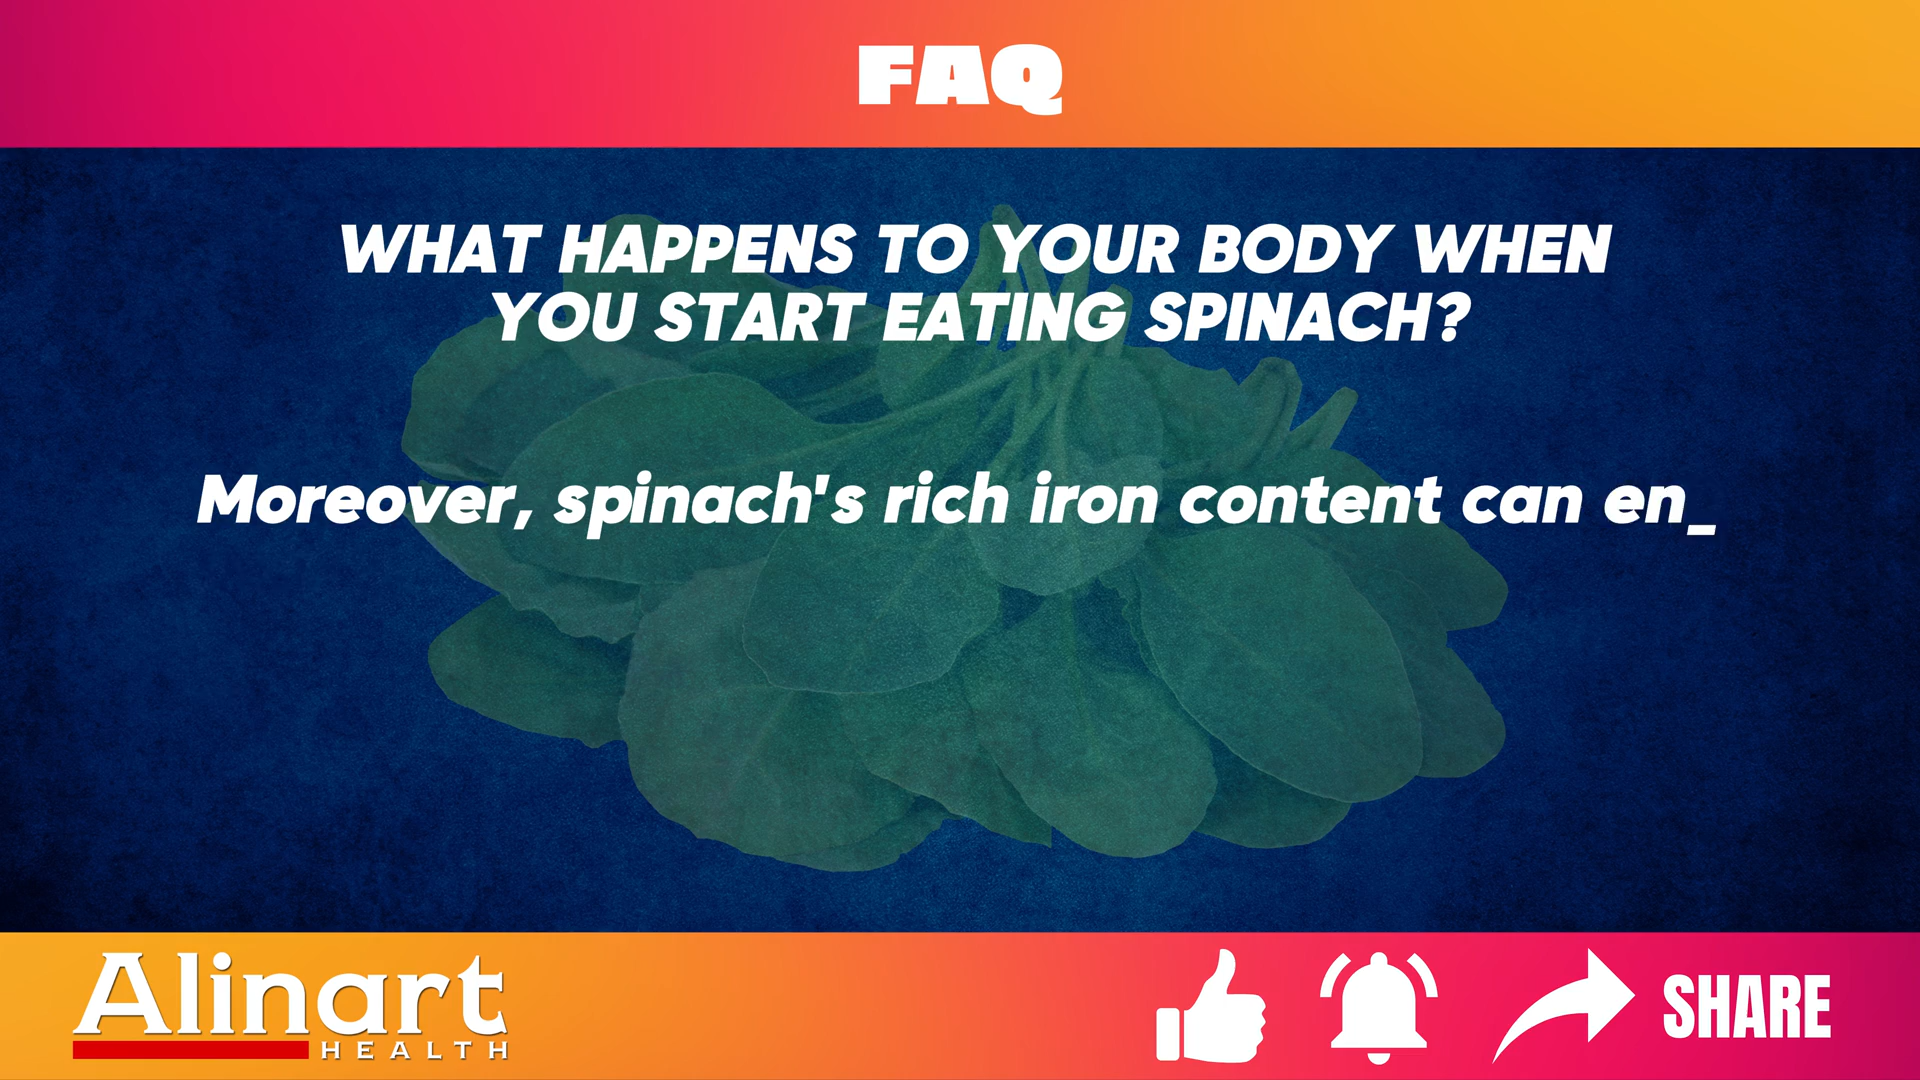 FAQ
WHAT HAPPENS TO YOUR BODY WHEN
YOU START EATING SPINACH?
Moreover, spinach's rich iron content can en_
Alinart
HEALTH
SHARE